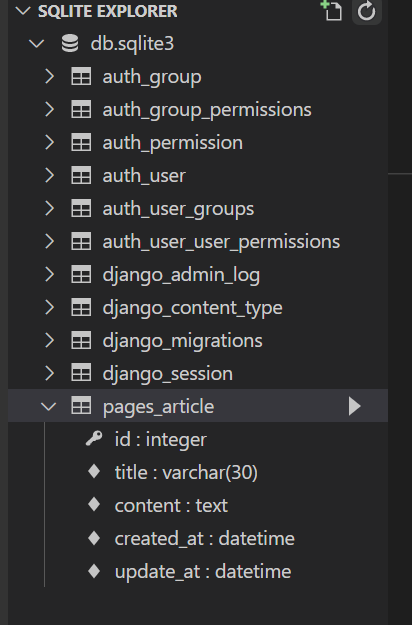 SQLITE EXPLORER
db.sqlite3
auth_group
auth_group_permissions
auth_permission
auth_user
auth_user_groups
auth_user_user_permissions
django_admin_log
django_content_type
django_migrations
django_session
pages_article
id : integer
title : varchar(30)
content : text
created_at : datetime
update_at : datetime